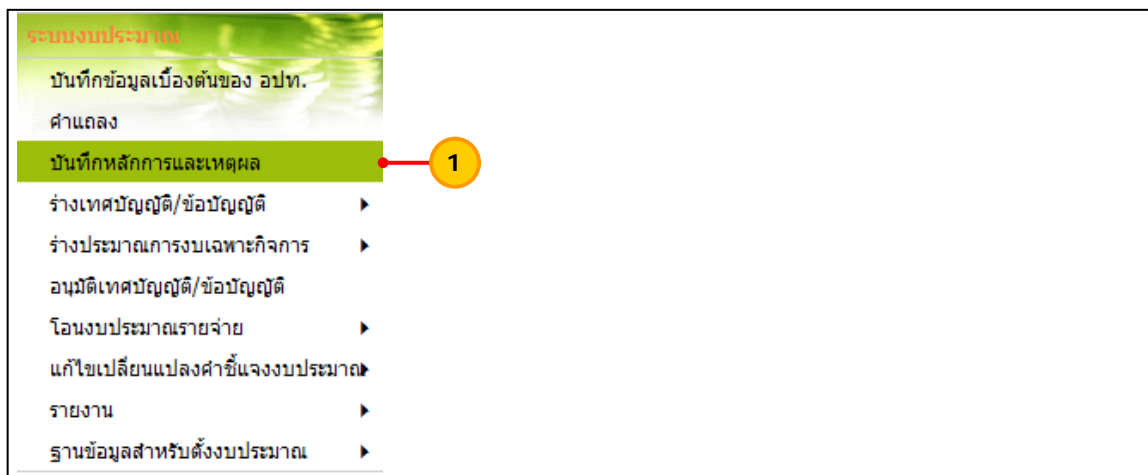 ระบบงบประมาณ
บันทึกข้อมูลเบื้องต้นของ อปท.
คำแถลง
บันทึกหลักการและเหตุผล
1
ร่างเทศบัญญัติ/ข้อบัญญัติ
ร่างประมาณการงบเฉพาะกิจการ
อนุมัติเทศบัญญัติ/ข้อบัญญัติ
โอนงบประมาณรายจ่าย
แก้ไขเปลี่ยนแปลงคำชี้แจงงบประมาณ
รายงาน
ฐานข้อมูลสำหรับตั้งงบประมาณ